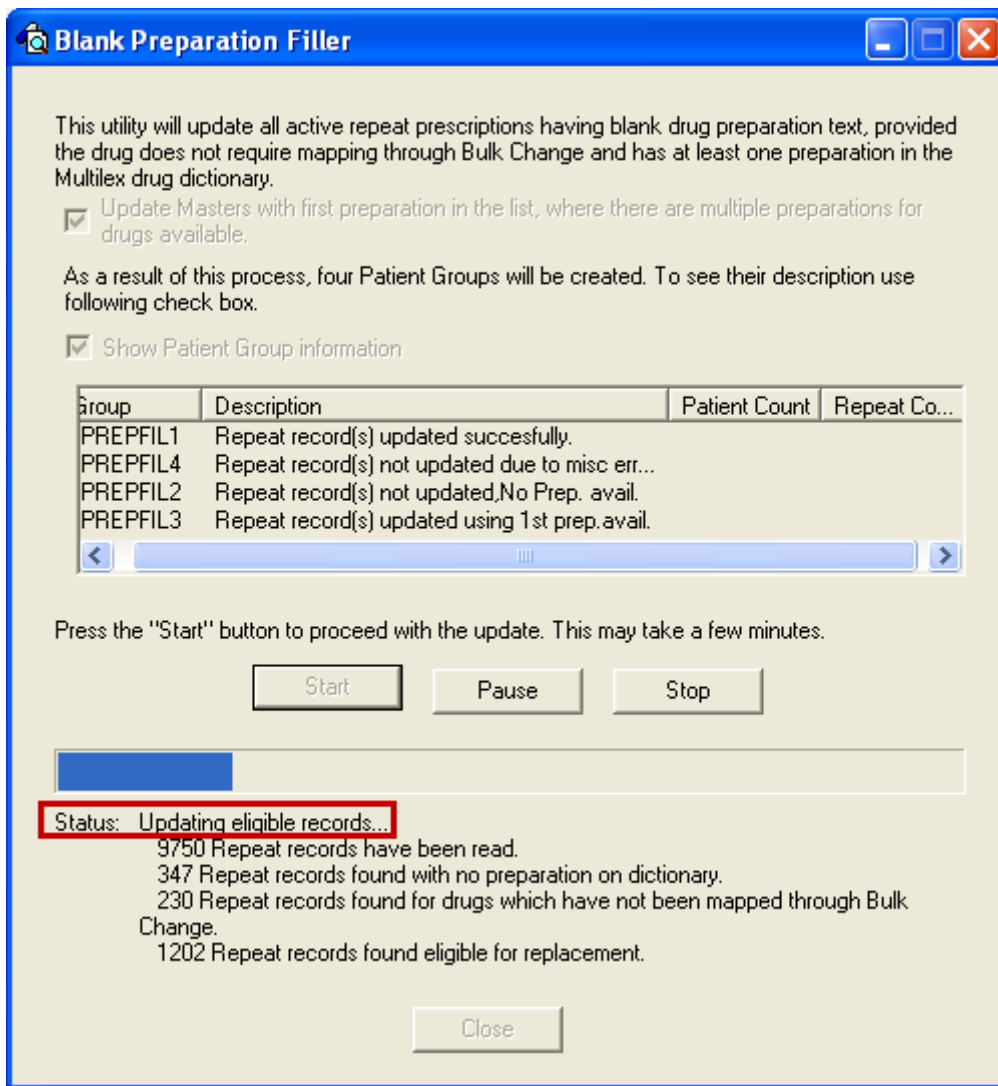 Blank Preparation Filler
This utility will update all active repeat prescriptions having blank drug preparation text, provided
the drug does not require mapping through Bulk Change and has at least one preparation in the
Multilex drug dictionary.
Update Masters with first preparation in the list, where there are multiple preparations for
drugs available.
As a result of this process, four Patient Groups will be created. To see their description use
following check box.
Show Patient Group information
Group Description Patient Count Repeat Co...
PREPFIL1 Repeat record(s) updated succesfully.
PREPFIL4 Repeat record(s) not updated due to misc err...
PREPFIL2 Repeat record(s) not updated,No Prep. avail.
PREPFIL3 Repeat record(s) updated using 1st prep.avail.
Press the "Start" button to proceed with the update. This may take a few minutes.
Start Pause Stop
Status: Updating eligible records...
9750 Repeat records have been read.
347 Repeat records found with no preparation on dictionary.
230 Repeat records found for drugs which have not been mapped through Bulk
Change.
1202 Repeat records found eligible for replacement.
Close